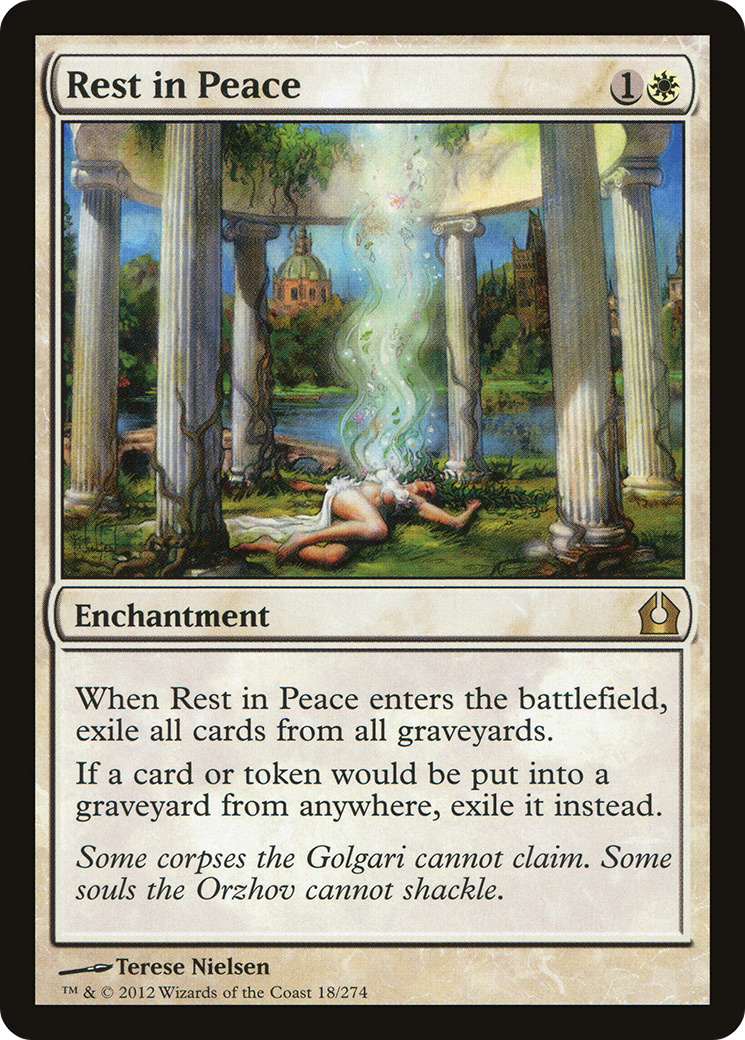 Rest in Peace 1
Enchantment
When Rest in Peace enters the battlefield,
exile all cards from all graveyards.
If a card or token would be put into a
graveyard from anywhere, exile it instead.
Some corpses the Golgari cannot claim. Some
souls the Orzhov cannot shackle.
Terese Nielsen
™ & © 2012 Wizards of the Coast 18/274